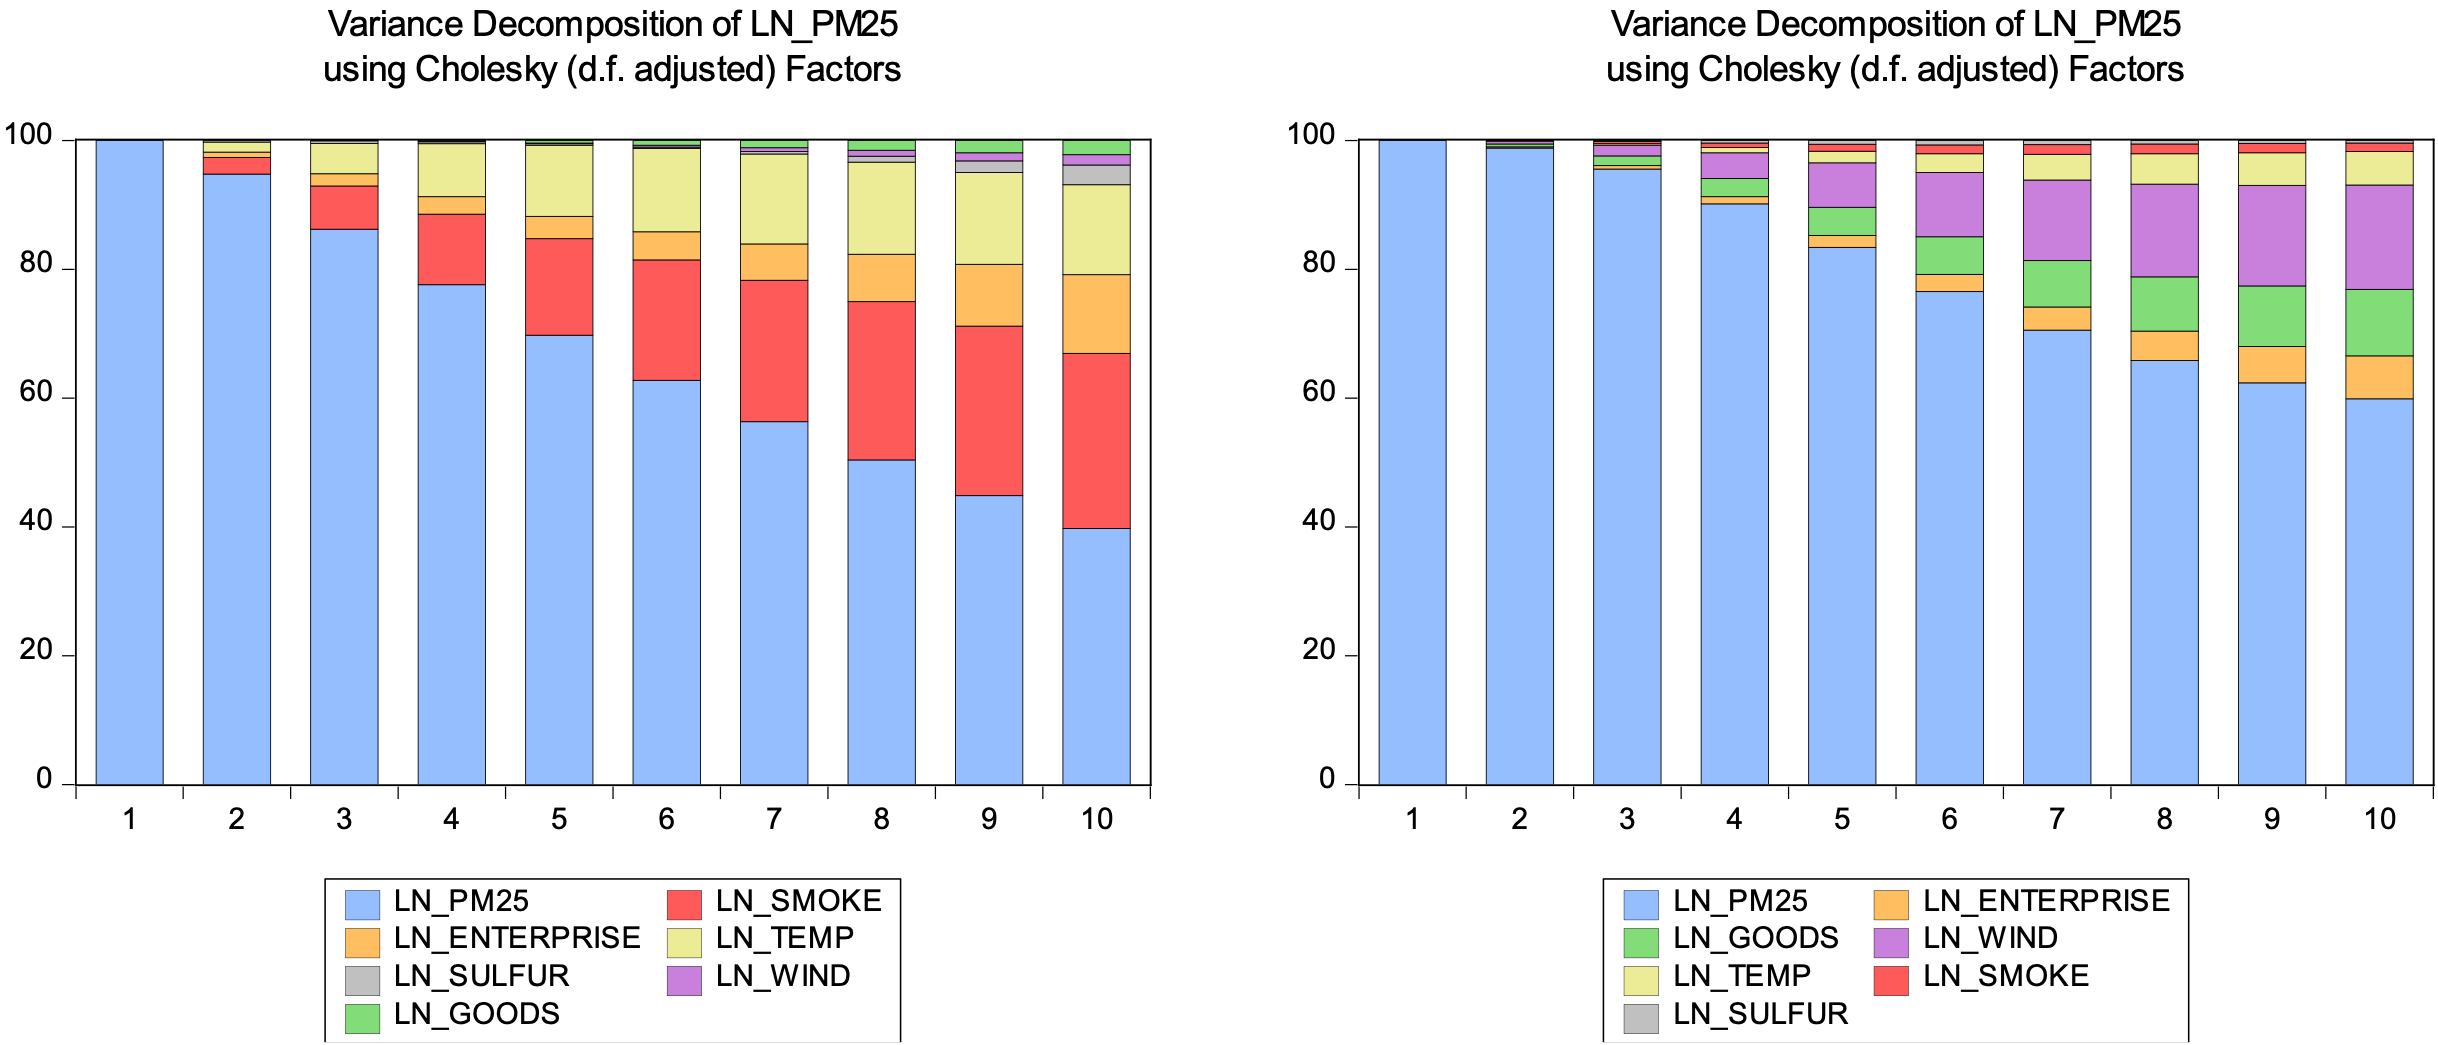 Variance Decomposition of LN_PM25
using Cholesky (d.f. adjusted) Factors
100
80
60
40
20
0
1 2 3 4 5 6 7 8 9 10
LN_PM25 LN_SMOKE
LN_ENTERPRISE LN_TEMP
LN_SULFUR LN_WIND
LN_GOODS
Variance Decomposition of LN_PM25
using Cholesky (d.f. adjusted) Factors
100
80
60
40
20
0
1 2 3 4 5 6 7 8 9 10
LN_PM25 LN_ENTERPRISE
LN_GOODS LN_WIND
LN_TEMP LN_SMOKE
LN_SULFUR